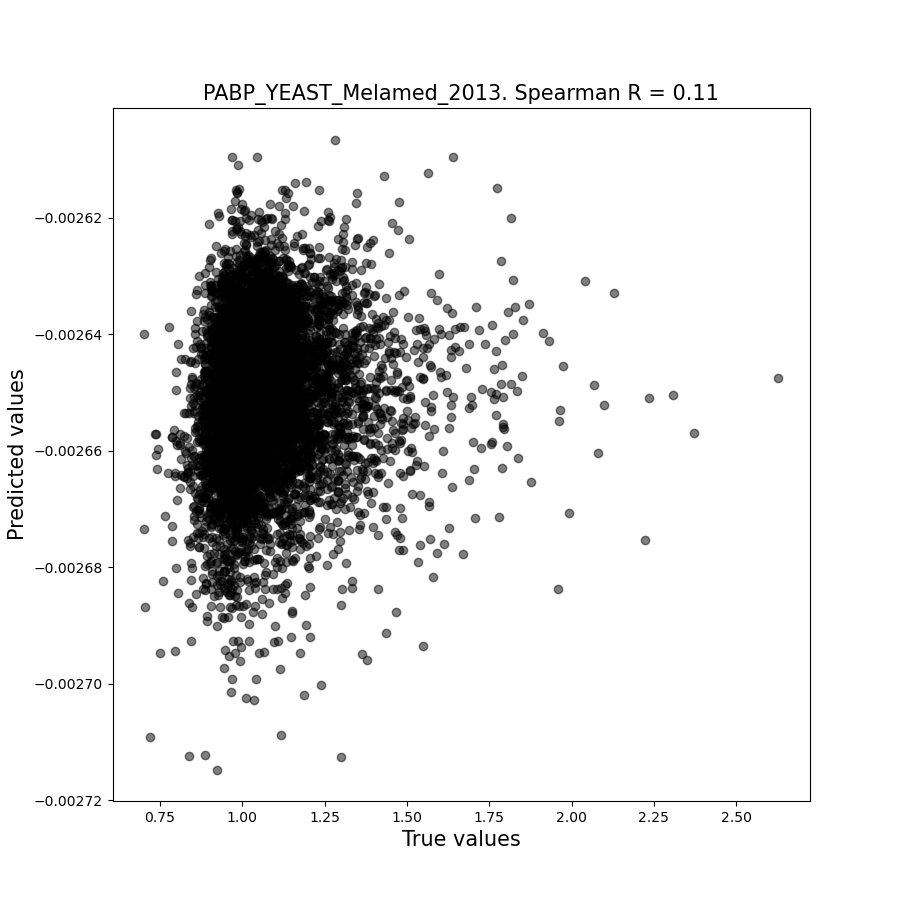 PABP_YEAST_Melamed_2013. Spearman R = 0.11
Predicted values
−0.00262
−0.00264
−0.00266
−0.00268
−0.00270
−0.00272
0.75 1.00 1.25 1.50 1.75 2.00 2.25 2.50
True values